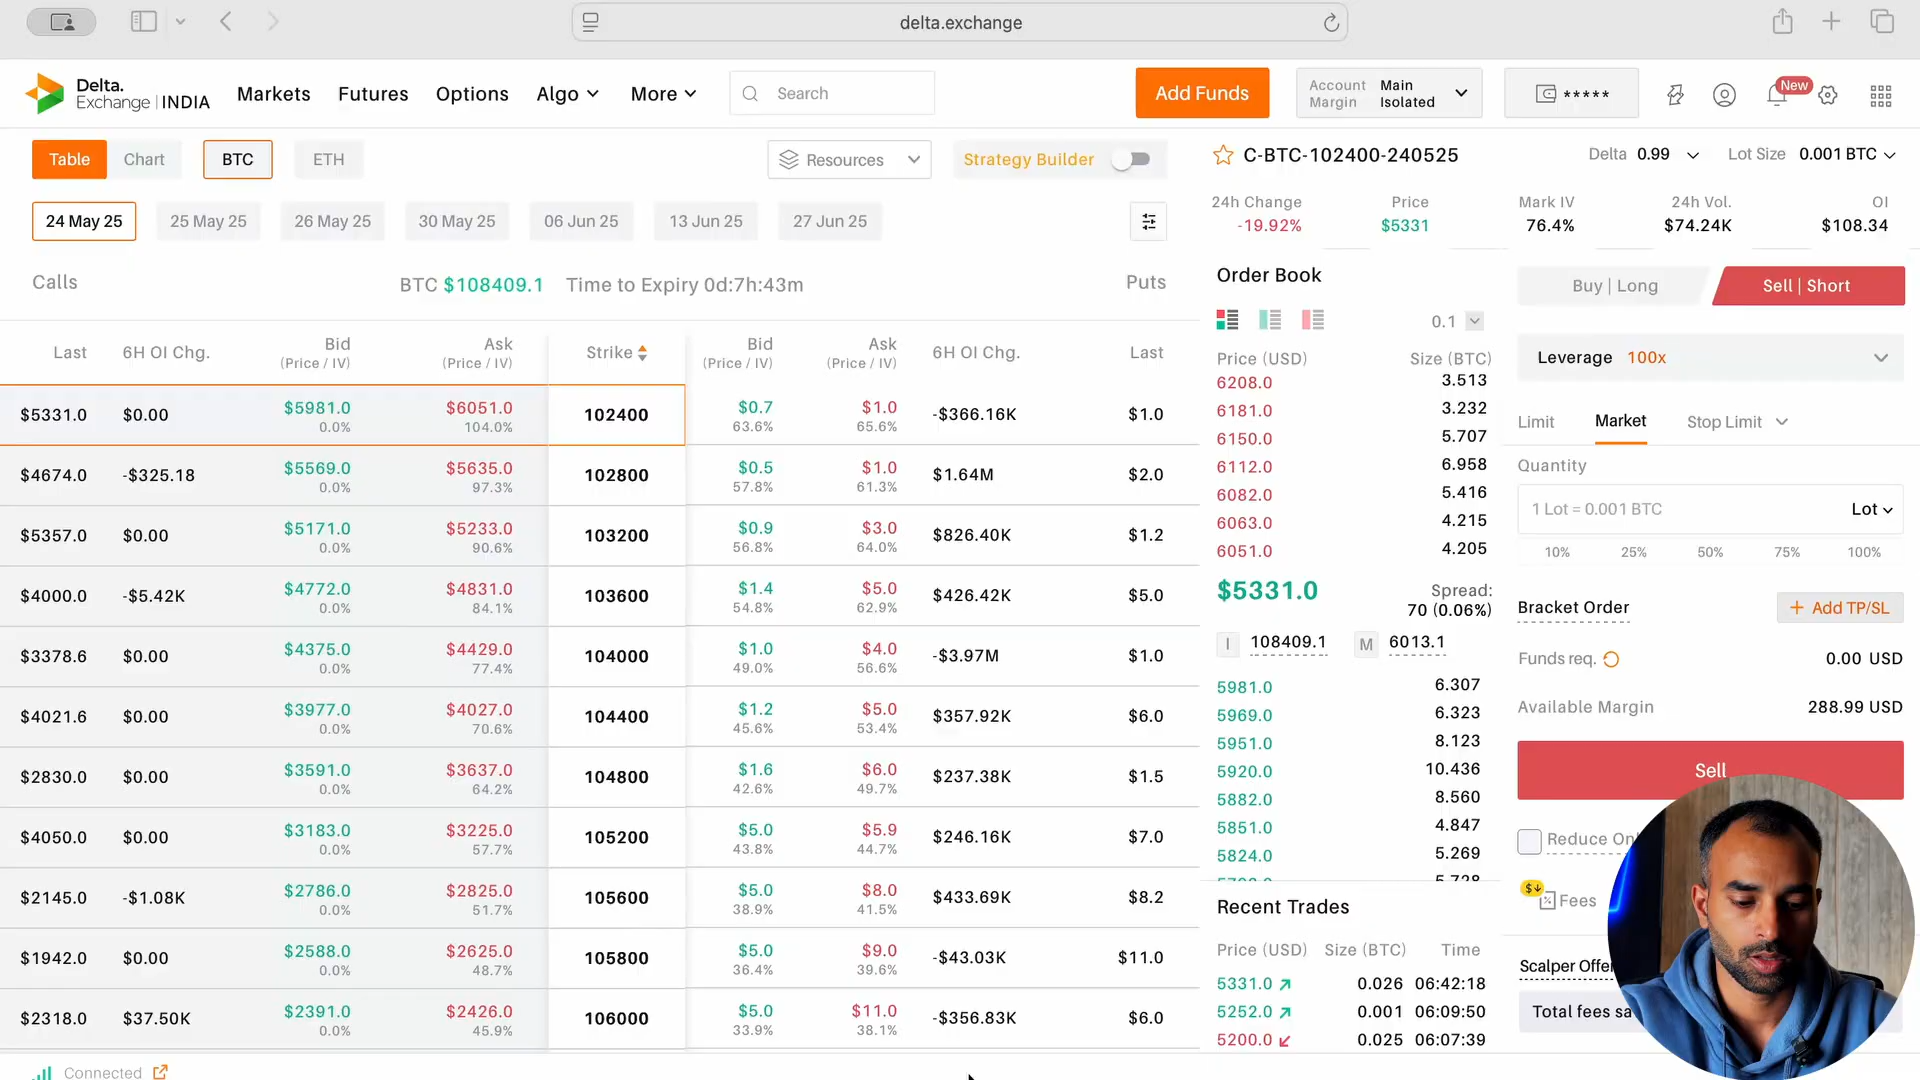 delta.exchange
Delta.
Exchange | INDIA
Markets Futures Options Algo More
Search
Add Funds
Account Margin Main Isolated
*****
New
Table Chart BTC ETH
Resources
Strategy Builder
24 May 25 25 May 25 26 May 25 30 May 25 06 Jun 25 13 Jun 25 27 Jun 25
Calls BTC $108409.1 Time to Expiry 0d:7h:43m Puts
Last 6H OI Chg. Bid (Price / IV) Ask (Price / IV) Strike Bid (Price / IV) Ask (Price / IV) 6H OI Chg. Last
$5331.0 $0.00 $5981.0 $6051.0 102400 $0.7 $1.0 -$366.16K $1.0
0.0% 104.0% 63.6% 65.6%
$4674.0 -$325.18 $5569.0 $5635.0 102800 $0.5 $1.0 $1.64M $2.0
0.0% 97.3% 57.8% 61.3%
$5357.0 $0.00 $5171.0 $5233.0 103200 $0.9 $3.0 $826.40K $1.2
0.0% 90.6% 56.8% 64.0%
$4000.0 -$5.42K $4772.0 $4831.0 103600 $1.4 $5.0 $426.42K $5.0
0.0% 84.1% 54.8% 62.9%
$3378.6 $0.00 $4375.0 $4429.0 104000 $1.0 $4.0 -$3.97M $1.0
0.0% 77.4% 49.0% 56.6%
$4021.6 $0.00 $3977.0 $4027.0 104400 $1.2 $5.0 $357.92K $6.0
0.0% 70.6% 45.6% 53.4%
$2830.0 $0.00 $3591.0 $3637.0 104800 $1.6 $6.0 $237.38K $1.5
0.0% 64.2% 42.6% 49.7%
$4050.0 $0.00 $3183.0 $3225.0 105200 $5.0 $5.9 $246.16K $7.0
0.0% 57.7% 43.8% 44.7%
$2145.0 -$1.08K $2786.0 $2825.0 105600 $5.0 $8.0 $433.69K $8.2
0.0% 51.7% 38.9% 41.5%
$1942.0 $0.00 $2588.0 $2625.0 105800 $5.0 $9.0 -$43.03K $11.0
0.0% 48.7% 36.4% 39.6%
$2318.0 $37.50K $2391.0 $2426.0 106000 $5.0 $11.0 -$356.83K $6.0
0.0% 45.9% 33.9% 38.1%
Connected
C-BTC-102400-240525
Delta 0.99 Lot Size 0.001 BTC
24h Change Price Mark IV 24h Vol. OI
-19.92% $5331 76.4% $74.24K $108.34
Order Book
0.1
Price (USD) Size (BTC)
6208.0 3.513
6181.0 3.232
6150.0 5.707
6112.0 6.958
6082.0 5.416
6063.0 4.215
6051.0 4.205
$5331.0 Spread:
70 (0.06%)
I 108409.1 M 6013.1
5981.0 6.307
5969.0 6.323
5951.0 8.123
5920.0 10.436
5882.0 8.560
5851.0 4.847
5824.0 5.269
Recent Trades
Price (USD) Size (BTC) Time
5331.0 0.026 06:42:18
5252.0 0.001 06:09:50
5200.0 0.025 06:07:39
Buy | Long Sell | Short
Leverage 100x
Limit Market Stop Limit
Quantity
1 Lot = 0.001 BTC Lot
10% 25% 50% 75% 100%
Bracket Order + Add TP/SL
Funds req. 0.00 USD
Available Margin 288.99 USD
Sell
Reduce On
Fees
Scalper Offer
Total fees sa